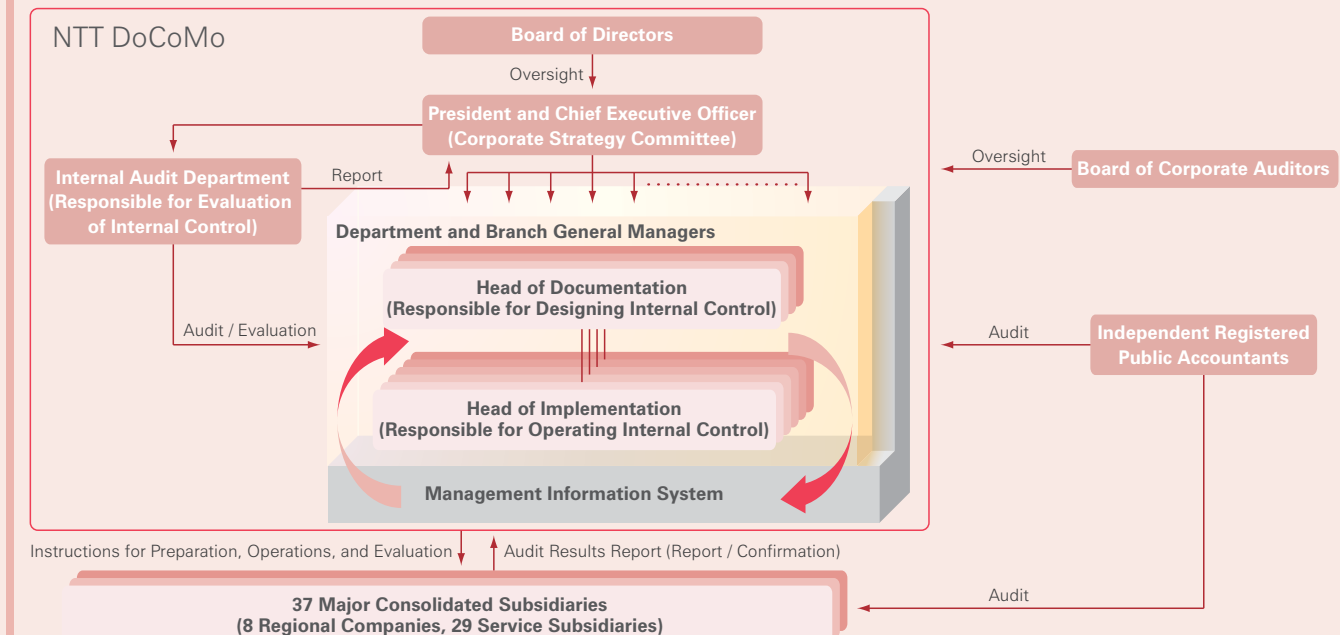 NTT DoCoMo
Board of Directors
Oversight
President and Chief Executive Officer
(Corporate Strategy Committee)
Internal Audit Department
(Responsible for Evaluation
of Internal Control)
Report
Oversight
Board of Corporate Auditors
Department and Branch General Managers
Head of Documentation
(Responsible for Designing Internal Control)
Audit / Evaluation
Audit
Independent Registered
Public Accountants
Head of Implementation
(Responsible for Operating Internal Control)
Management Information System
Instructions for Preparation, Operations, and Evaluation
Audit Results Report (Report / Confirmation)
Audit
37 Major Consolidated Subsidiaries
(8 Regional Companies, 29 Service Subsidiaries)